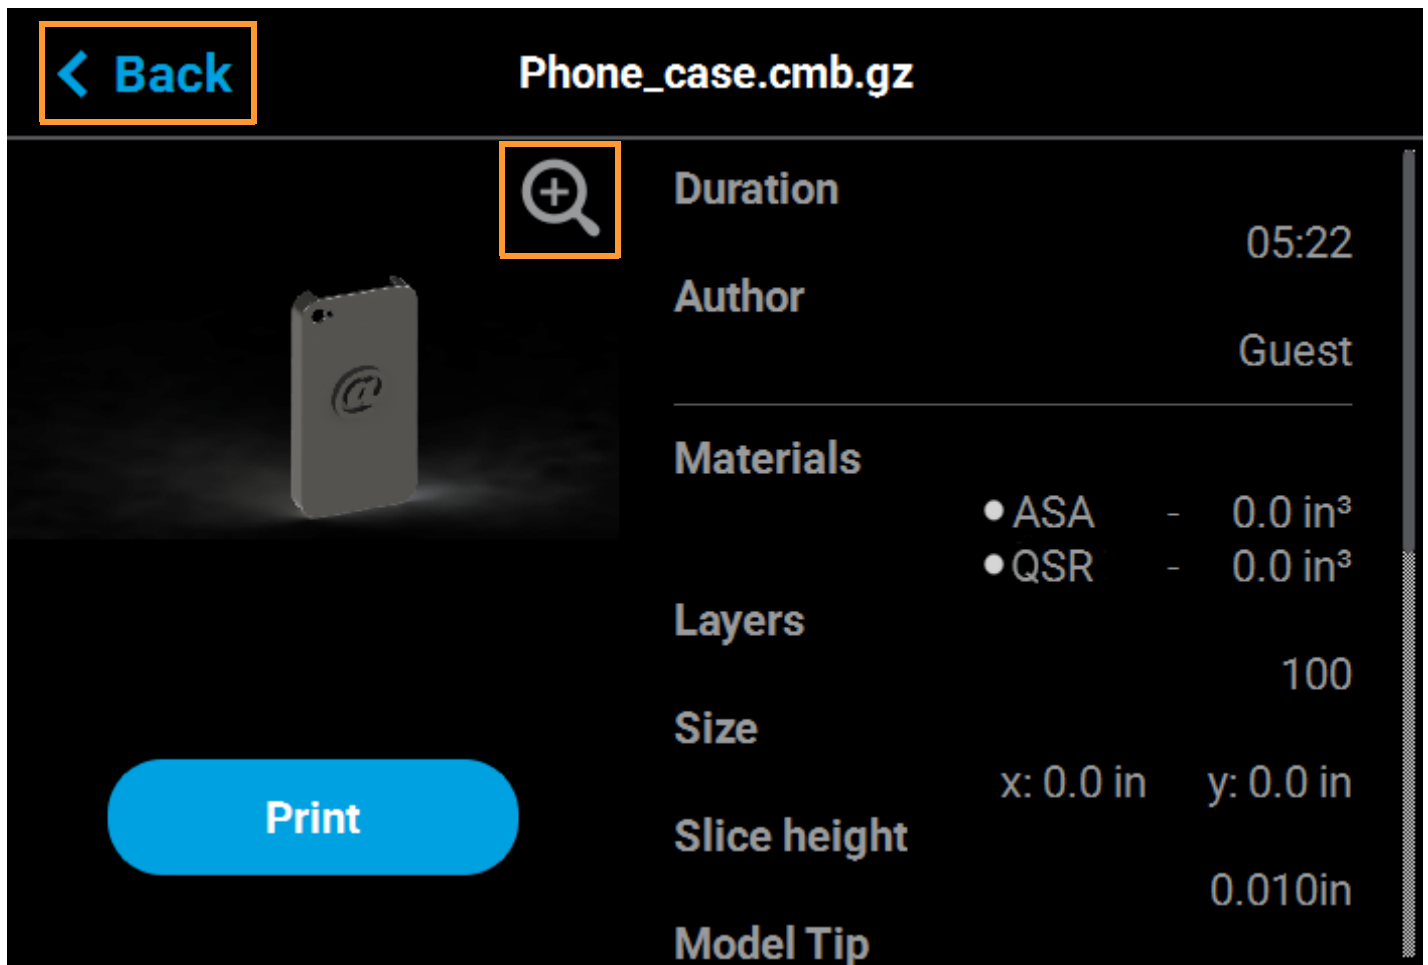 Back
Phone_case.cmb.gz
Duration
05:22
Author
Guest
Materials
ASA - 0.0 in³
QSR - 0.0 in³
Layers
100
Size
x: 0.0 in y: 0.0 in
Slice height
0.010in
Model Tip
@
Print